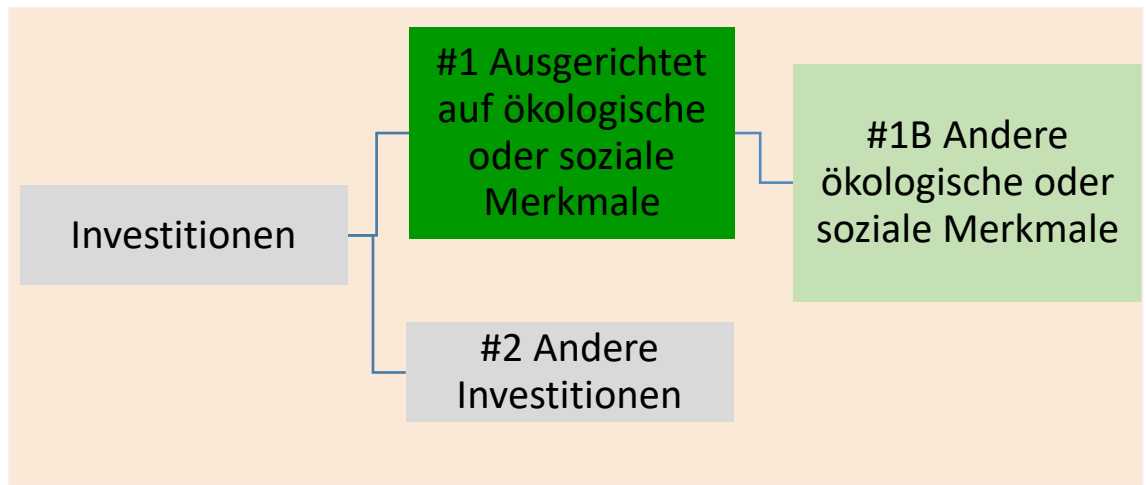 Investitionen
#1 Ausgerichtet
auf ökologische
oder soziale
Merkmale
#1B Andere
ökologische oder
soziale Merkmale
#2 Andere
Investitionen